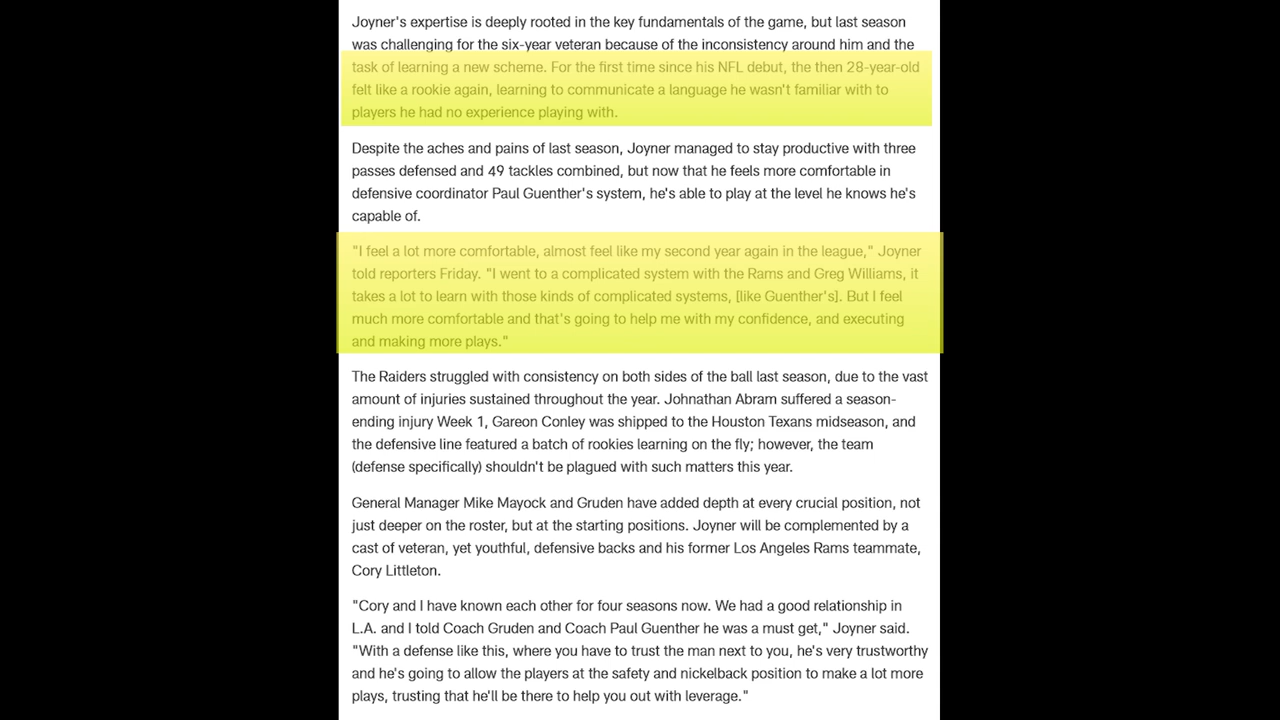 Joyner's expertise is deeply rooted in the key fundamentals of the game, but last season
was challenging for the six-year veteran because of the inconsistency around him and the
task of learning a new scheme. For the first time since his NFL debut, the then 28-year-old
felt like a rookie again, learning to communicate a language he wasn't familiar with to
players he had no experience playing with.
Despite the aches and pains of last season, Joyner managed to stay productive with three
passes defensed and 49 tackles combined, but now that he feels more comfortable in
defensive coordinator Paul Guenther's system, he's able to play at the level he knows he's
capable of.
"I feel a lot more comfortable, almost feel like my second year again in the league," Joyner
told reporters Friday. "I went to a complicated system with the Rams and Greg Williams, it
takes a lot to learn with those kinds of complicated systems, [like Guenther's]. But I feel
much more comfortable and that's going to help me with my confidence, and executing
and making more plays."
The Raiders struggled with consistency on both sides of the ball last season, due to the vast
amount of injuries sustained throughout the year. Johnathan Abram suffered a season-
ending injury Week 1, Gareon Conley was shipped to the Houston Texans midseason, and
the defensive line featured a batch of rookies learning on the fly; however, the team
(defense specifically) shouldn't be plagued with such matters this year.
General Manager Mike Mayock and Gruden have added depth at every crucial position, not
just deeper on the roster, but at the starting positions. Joyner will be complemented by a
cast of veteran, yet youthful, defensive backs and his former Los Angeles Rams teammate,
Cory Littleton.
"Cory and I have known each other for four seasons now. We had a good relationship in
L.A. and I told Coach Gruden and Coach Paul Guenther he was a must get," Joyner said.
"With a defense like this, where you have to trust the man next to you, he's very trustworthy
and he's going to allow the players at the safety and nickelback position to make a lot more
plays, trusting that he'll be there to help you out with leverage."